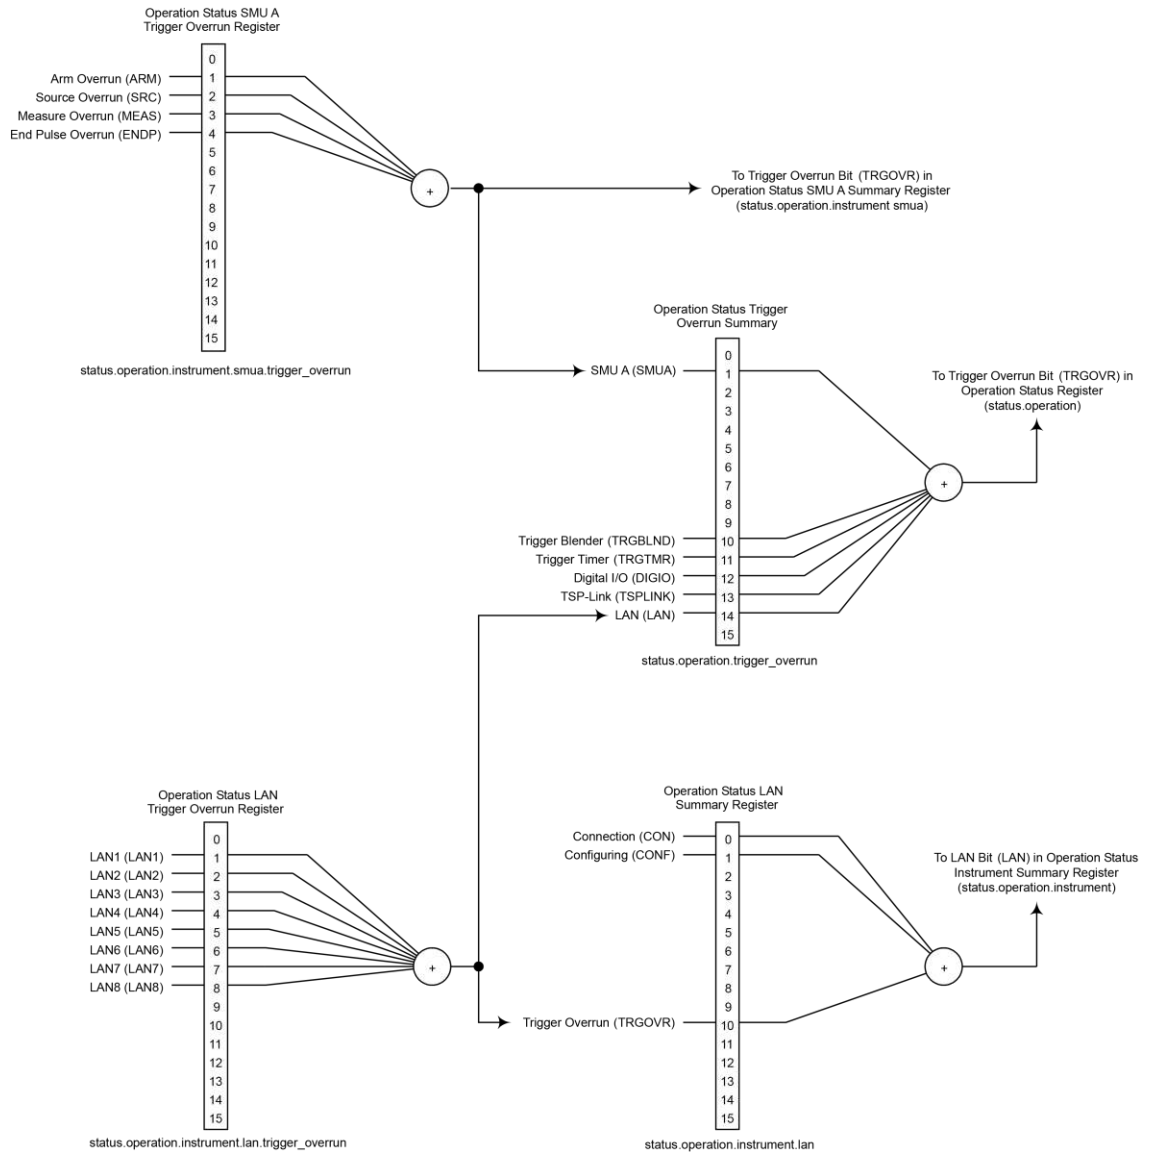 Operation Status SMU A
Trigger Overrun Register
0
Arm Overrun (ARM) 1
Source Overrun (SRC) 2
Measure Overrun (MEAS) 3
End Pulse Overrun (ENDP) 4
5
6
7
8
9
10
11
12
13
14
15
status.operation.instrument.smua.trigger_overrun
+
To Trigger Overrun Bit (TRGOVR) in
Operation Status SMU A Summary Register
(status.operation.instrument smua)
Operation Status Trigger
Overrun Summary
0
SMU A (SMUA) 1
2
3
4
5
6
7
8
9
Trigger Blender (TRGBLND) 10
Trigger Timer (TRGTMR) 11
Digital I/O (DIGIO) 12
TSP-Link (TSPLINK) 13
LAN (LAN) 14
15
status.operation.trigger_overrun
+
To Trigger Overrun Bit (TRGOVR) in
Operation Status Register
(status.operation)
Operation Status LAN
Trigger Overrun Register
0
LAN1 (LAN1) 1
LAN2 (LAN2) 2
LAN3 (LAN3) 3
LAN4 (LAN4) 4
LAN5 (LAN5) 5
LAN6 (LAN6) 6
LAN7 (LAN7) 7
LAN8 (LAN8) 8
9
10
11
12
13
14
15
status.operation.instrument.lan.trigger_overrun
+
Operation Status LAN
Summary Register
Connection (CON) 0
Configuring (CONF) 1
2
3
4
5
6
7
8
9
Trigger Overrun (TRGOVR) 10
11
12
13
14
15
status.operation.instrument.lan
+
To LAN Bit (LAN) in Operation Status
Instrument Summary Register
(status.operation.instrument)